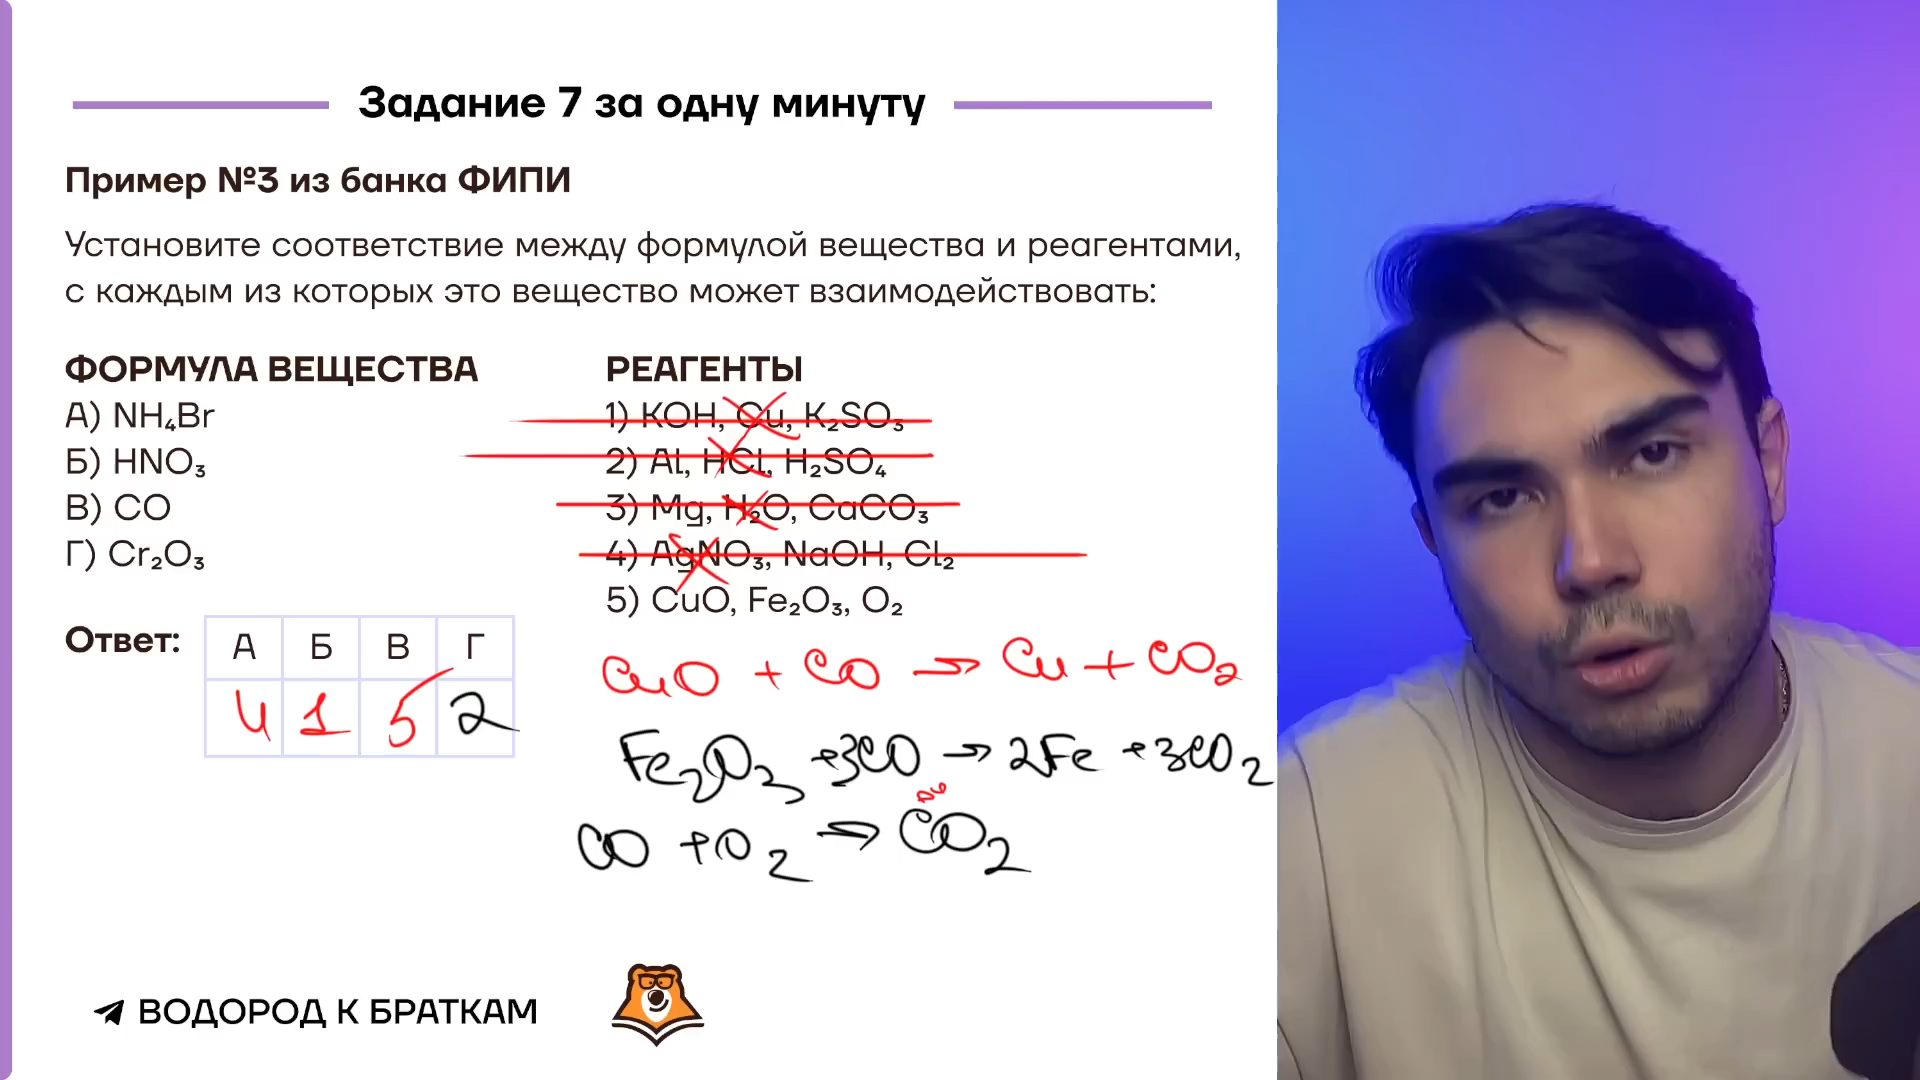 Задание 7 за одну минуту
Пример №3 из банка ФИПИ
Установите соответствие между формулой вещества и реагентами,
с каждым из которых это вещество может взаимодействовать:
ФОРМУЛА ВЕЩЕСТВА
А) NH₄Br
Б) HNO₃
В) CO
Г) Cr₂O₃
РЕАГЕНТЫ
1) KOH, Cu, K₂SO₃
2) Al, HCl, H₂SO₄
3) Mg, H₂O, CaCO₃
4) AgNO₃, NaOH, Cl₂
5) CuO, Fe₂O₃, O₂
Ответ:
А Б В Г
4 1 5 2
CuO + CO → Cu + CO₂
Fe₂O₃ +3CO → 2Fe +3CO₂
CO + O₂ → CO₂
ВОДОРОД К БРАТКАМ